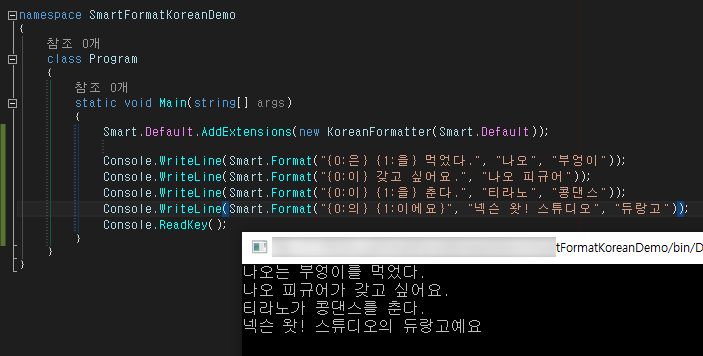 namespace SmartFormatKoreanDemo
{
참조 0개
class Program
{
참조 0개
static void Main(string[] args)
{
Smart.Default.AddExtensions(new KoreanFormatter(Smart.Default));
Console.WriteLine(Smart.Format("{0:은} {1:을} 먹었다.", "나오", "부엉이"));
Console.WriteLine(Smart.Format("{0:이} 갖고 싶어요.", "나오 피규어"));
Console.WriteLine(Smart.Format("{0:이} {1:을} 춘다.", "티라노", "콩댄스"));
Console.WriteLine(Smart.Format("{0:의} {1:이에요}", "넥슨 왓! 스튜디오", "듀랑고"));
Console.ReadKey();
}
}
}
tFormatKoreanDemo/bin/D
나오는 부엉이를 먹었다.
나오 피규어가 갖고 싶어요.
티라노가 콩댄스를 춘다.
넥슨 왓! 스튜디오의 듀랑고예요